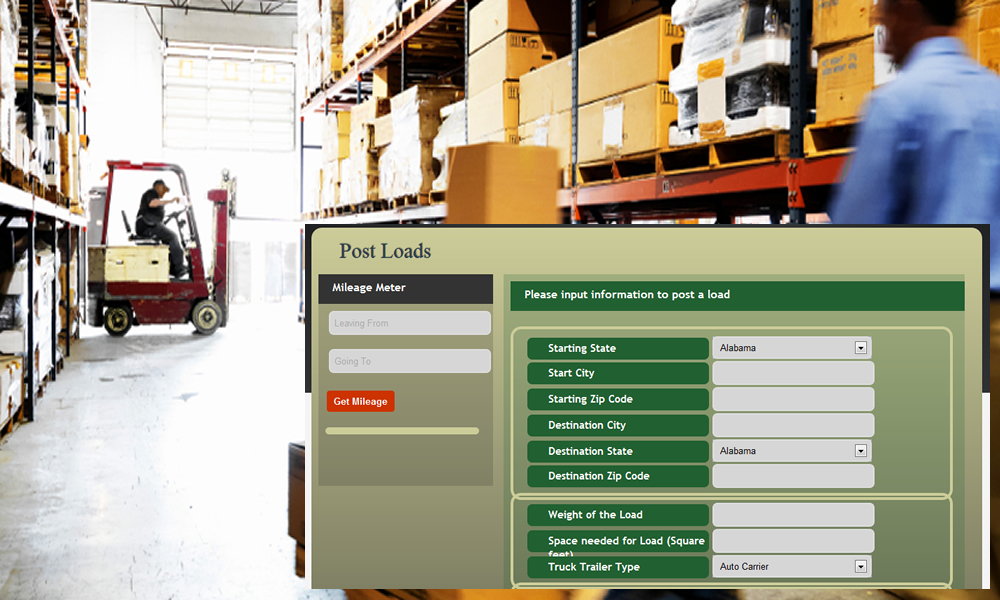 Post Loads
Mileage Meter
Leaving From
Going To
Get Mileage
Please input information to post a load
Starting State
Alabama
Start City
Starting Zip Code
Destination City
Destination State
Alabama
Destination Zip Code
Weight of the Load
Space needed for Load (Square
feet)
Truck Trailer Type
Auto Carrier